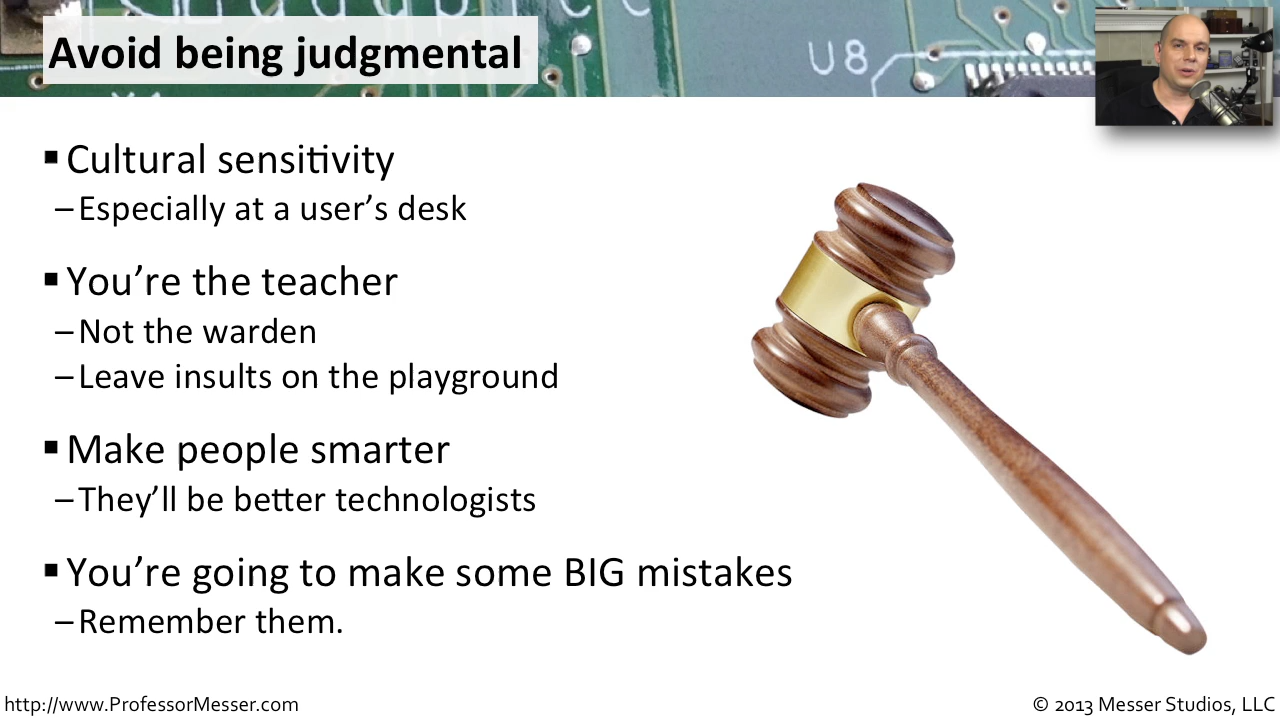 Avoid being judgmental
U8
▪ Cultural sensitivity
– Especially at a user’s desk
▪ You’re the teacher
– Not the warden
– Leave insults on the playground
▪ Make people smarter
– They’ll be better technologists
▪ You’re going to make some BIG mistakes
– Remember them.
http://www.ProfessorMesser.com
© 2013 Messer Studios, LLC